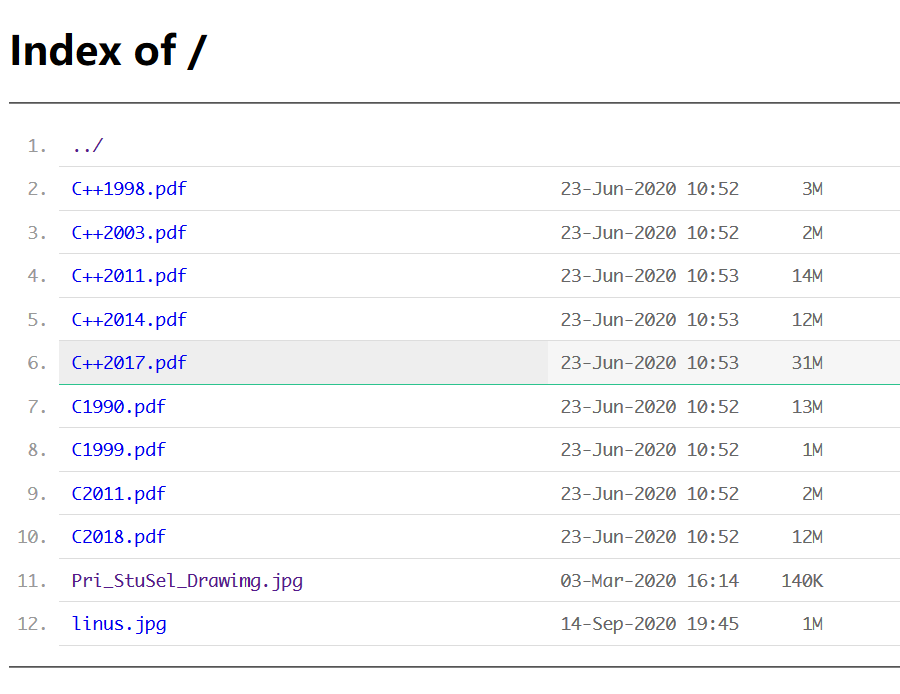 Index of /
1. ../
2. C++1998.pdf 23-Jun-2020 10:52 3M
3. C++2003.pdf 23-Jun-2020 10:52 2M
4. C++2011.pdf 23-Jun-2020 10:53 14M
5. C++2014.pdf 23-Jun-2020 10:53 12M
6. C++2017.pdf 23-Jun-2020 10:53 31M
7. C1990.pdf 23-Jun-2020 10:52 13M
8. C1999.pdf 23-Jun-2020 10:52 1M
9. C2011.pdf 23-Jun-2020 10:52 2M
10. C2018.pdf 23-Jun-2020 10:52 12M
11. Pri_StuSel_Drawimg.jpg 03-Mar-2020 16:14 140K
12. linus.jpg 14-Sep-2020 19:45 1M